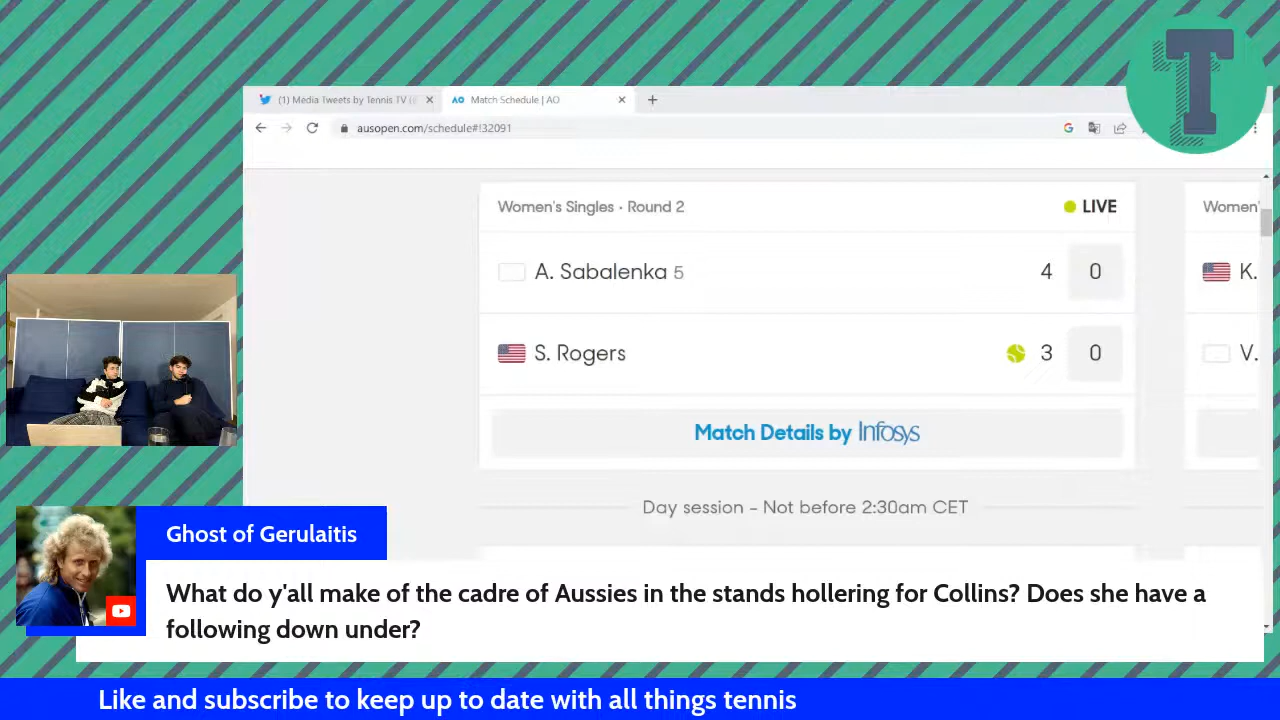 T
(1) Media Tweets by Tennis TV (
Match Schedule | AO
ausopen.com/schedule#!32091
Women's Singles · Round 2
LIVE
Women'
A. Sabalenka 5
4
0
K.
S. Rogers
3
0
V.
Match Details by Infosys
Day session - Not before 2:30am CET
Ghost of Gerulaitis
What do y'all make of the cadre of Aussies in the stands hollering for Collins? Does she have a
following down under?
Like and subscribe to keep up to date with all things tennis